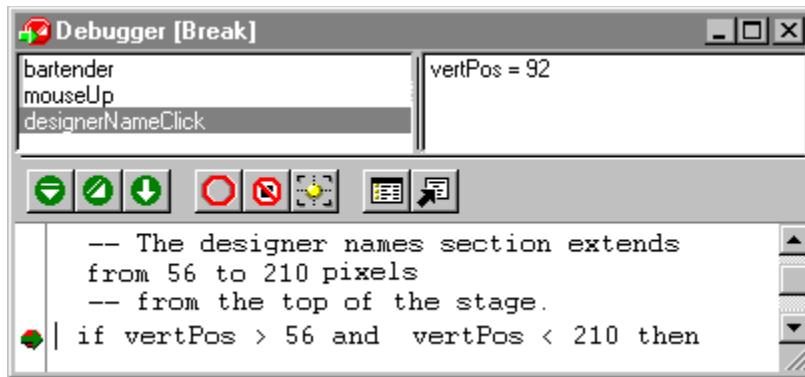 Debugger [Break]
bartender
mouseUp
designerNameClick
vertPos = 92
-- The designer names section extends
from 56 to 210 pixels
-- from the top of the stage.
if vertPos > 56 and  vertPos < 210 then